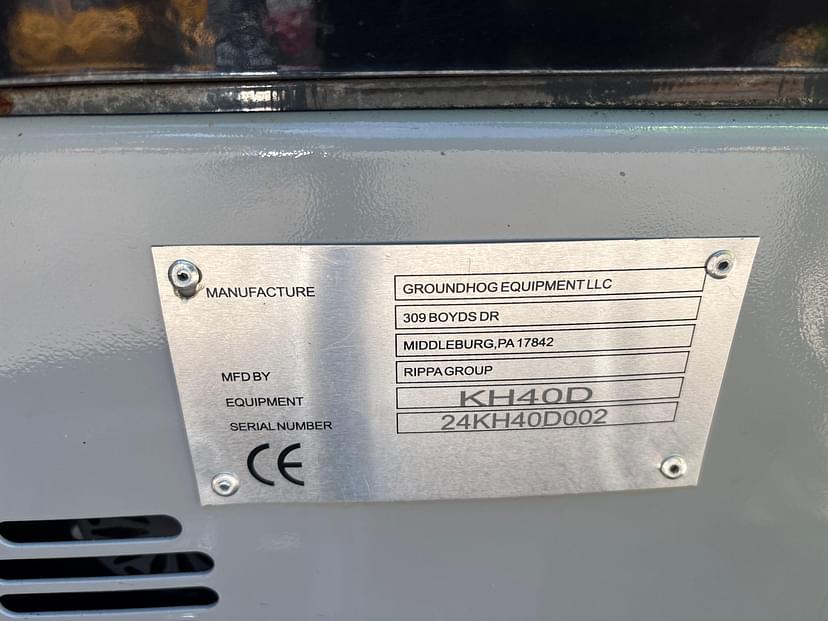 MANUFACTURE GROUNDHOG EQUIPMENT LLC
309 BOYDS DR
MIDDLEBURG,PA 17842
MFD BY RIPPA GROUP
EQUIPMENT KH40D
SERIAL NUMBER 24KH40D002
CE